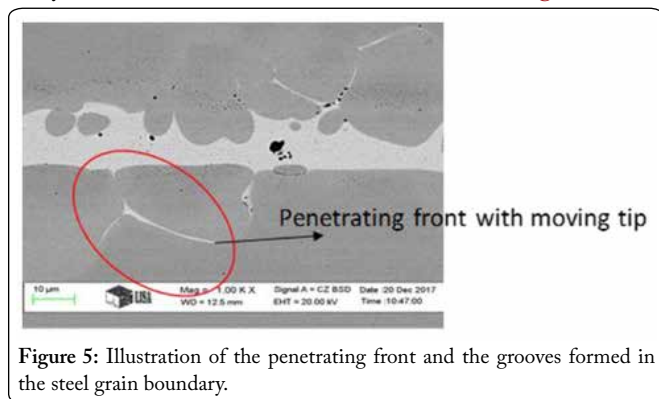 Penetrating front with moving tip
10 µm
LISA
Mag = 1.00 K X
WD = 12.5 mm
Signal A = CZ BSD
EHT = 20.00 kV
Date :20 Dec 2017
Time :10:47:00
Figure 5: Illustration of the penetrating front and the grooves formed in
the steel grain boundary.